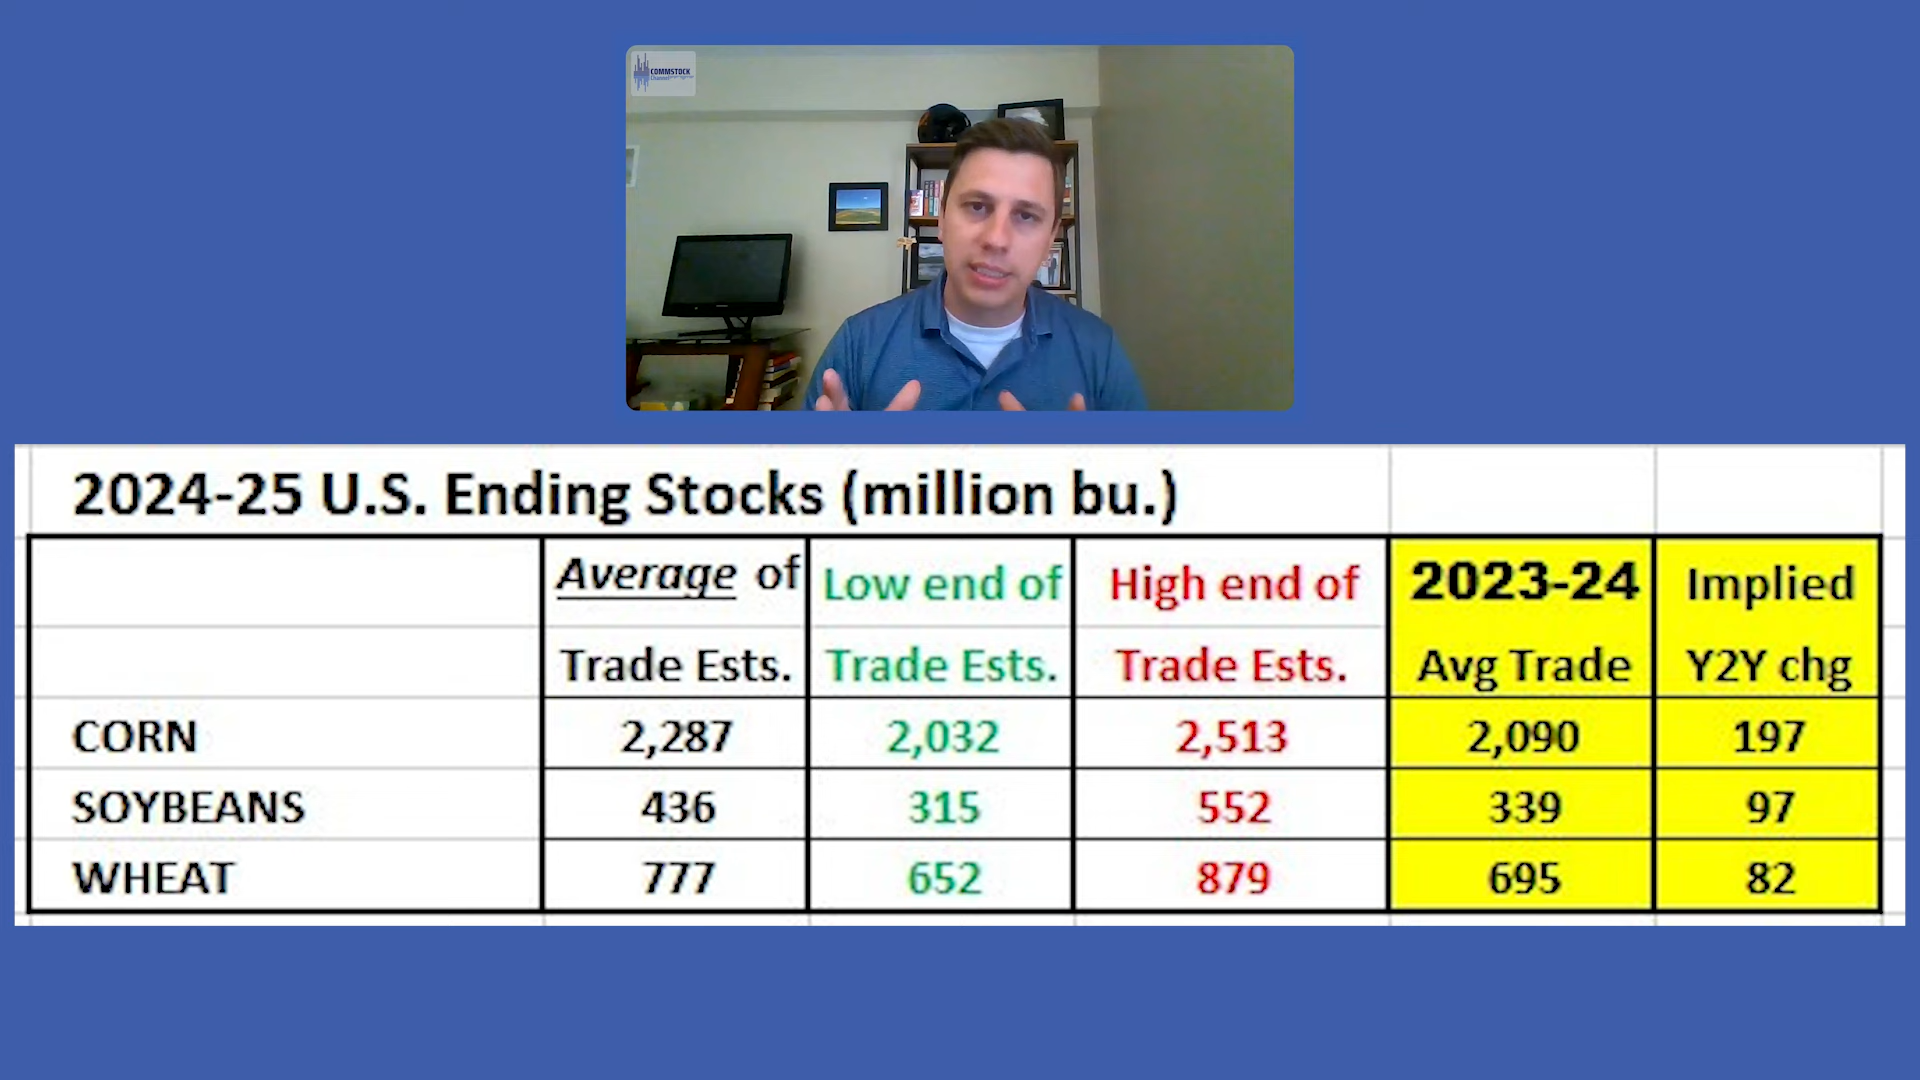 COMMSTOCK
2024-25 U.S. Ending Stocks (million bu.)
Average of Low end of High end of 2023-24 Implied
Trade Ests. Trade Ests. Trade Ests. Avg Trade Y2Y chg
CORN 2,287 2,032 2,513 2,090 197
SOYBEANS 436 315 552 339 97
WHEAT 777 652 879 695 82